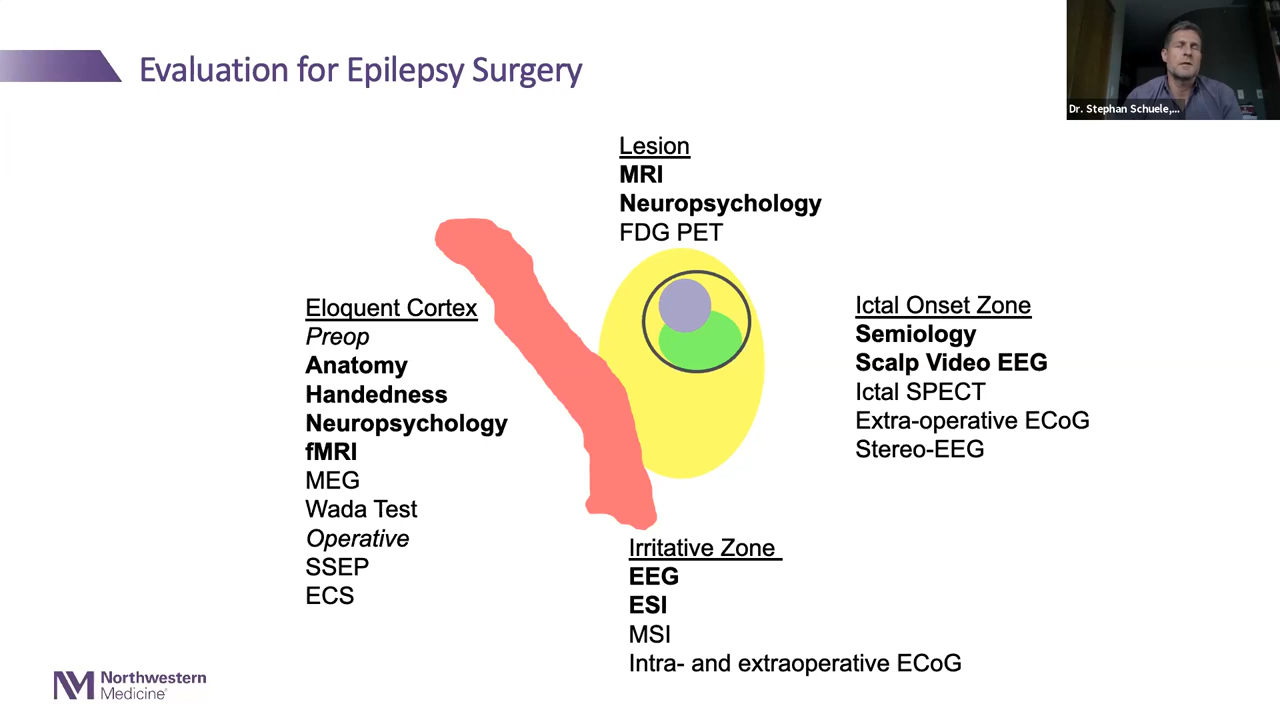 Evaluation for Epilepsy Surgery
Dr. Stephan Schuele,...
Lesion
MRI
Neuropsychology
FDG PET
Eloquent Cortex
Preop
Anatomy
Handedness
Neuropsychology
fMRI
MEG
Wada Test
Operative
SSEP
ECS
Ictal Onset Zone
Semiology
Scalp Video EEG
Ictal SPECT
Extra-operative ECoG
Stereo-EEG
Irritative Zone
EEG
ESI
MSI
Intra- and extraoperative ECoG
NM Northwestern
Medicine®